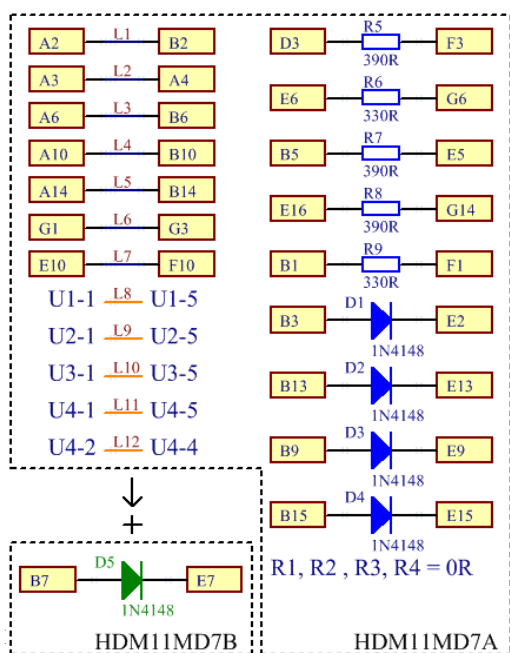 A2 L1 B2
A3 L2 A4
A6 L3 B6
A10 L4 B10
A14 L5 B14
G1 L6 G3
E10 L7 F10
U1-1 L8 U1-5
U2-1 L9 U2-5
U3-1 L10 U3-5
U4-1 L11 U4-5
U4-2 L12 U4-4
+
D5
B7 E7
1N4148
HDM11MD7B
R5
D3 F3
390R
R6
E6 G6
330R
R7
B5 E5
390R
R8
E16 G14
390R
R9
B1 F1
330R
D1
B3 E2
1N4148
D2
B13 E13
1N4148
D3
B9 E9
1N4148
D4
B15 E15
1N4148
R1, R2 , R3, R4 = 0R
HDM11MD7A